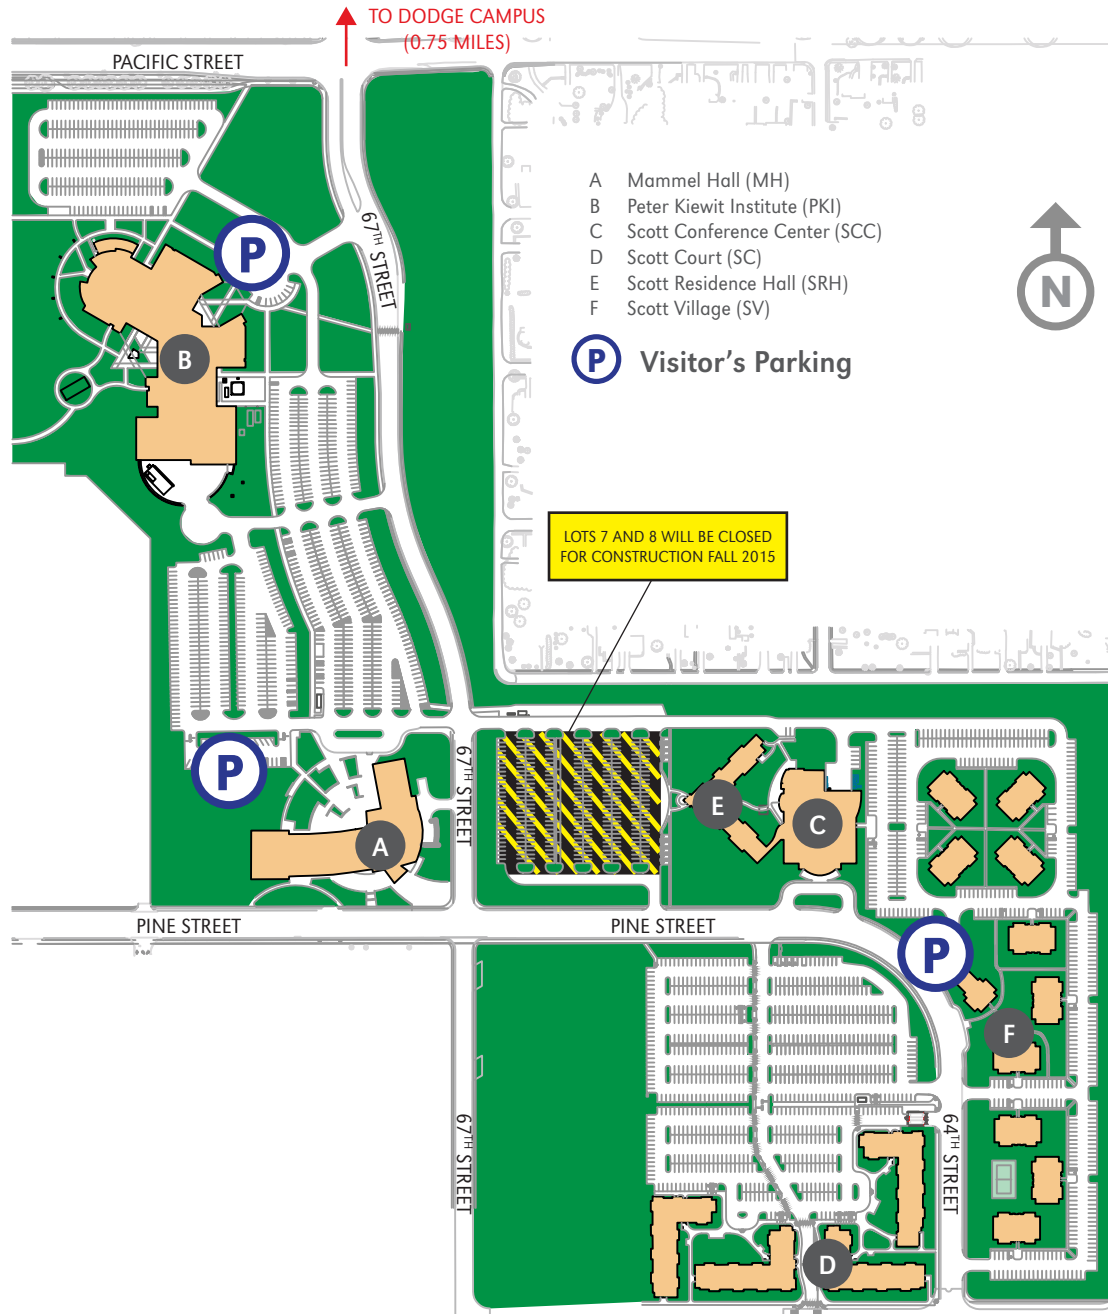 TO DODGE CAMPUS
(0.75 MILES)
PACIFIC STREET
67TH STREET
A Mammel Hall (MH)
B Peter Kiewit Institute (PKI)
C Scott Conference Center (SCC)
D Scott Court (SC)
E Scott Residence Hall (SRH)
F Scott Village (SV)
N
P Visitor's Parking
P
B
LOTS 7 AND 8 WILL BE CLOSED
FOR CONSTRUCTION FALL 2015
P
67TH STREET
A
E
C
PINE STREET
PINE STREET
P
F
67TH STREET
64TH STREET
D